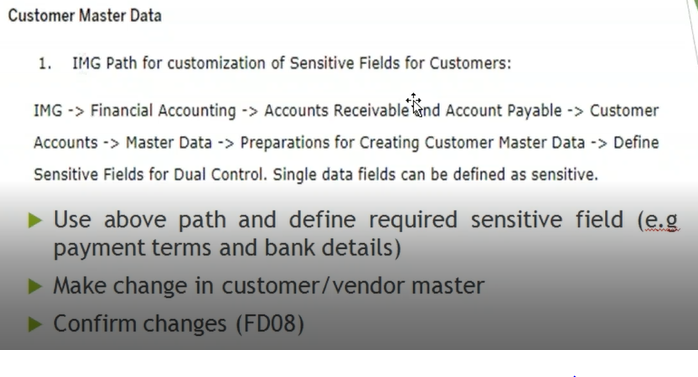 Customer Master Data
1. IMG Path for customization of Sensitive Fields for Customers:
IMG -> Financial Accounting -> Accounts Receivable and Account Payable -> Customer
Accounts -> Master Data -> Preparations for Creating Customer Master Data -> Define
Sensitive Fields for Dual Control. Single data fields can be defined as sensitive.
Use above path and define required sensitive field (e.g
payment terms and bank details)
Make change in customer/vendor master
Confirm changes (FD08)